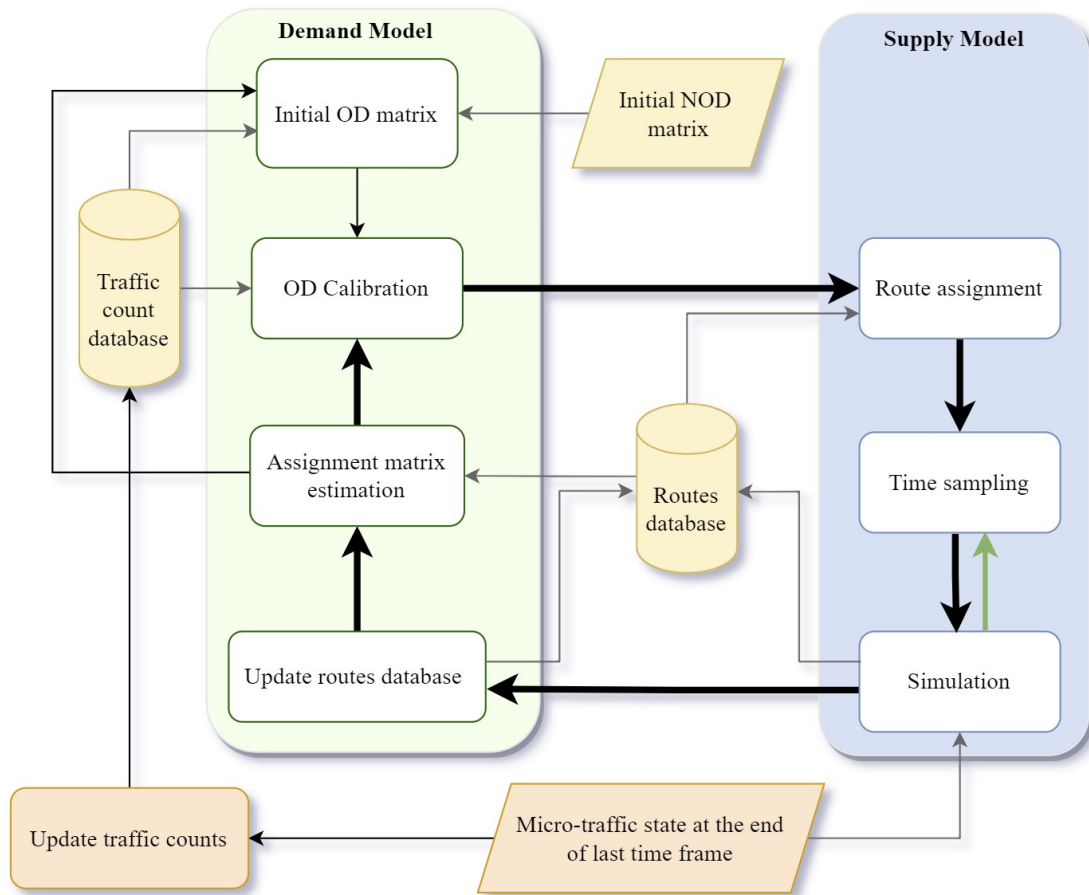 Demand Model
Supply Model
Initial OD matrix
Initial NOD
matrix
Traffic
count
database
OD Calibration
Route assignment
Assignment matrix
estimation
Routes
database
Time sampling
Update routes database
Simulation
Update traffic counts
Micro-traffic state at the end
of last time frame